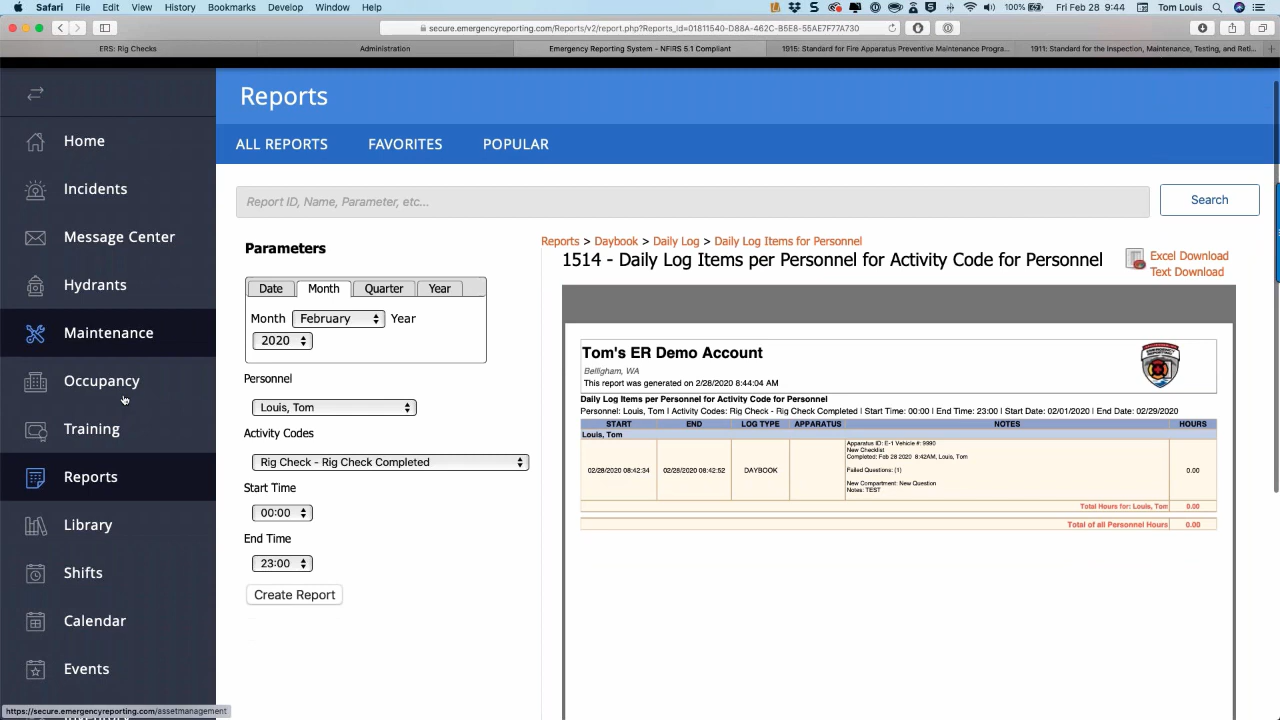 Safari File Edit View History Bookmarks Develop Window Help 100% Fri Feb 28 9:44 Tom Louis
secure.emergencyreporting.com/Reports/v2/report.php?Reports_Id=01811540-D88A-462C-B5E8-55AE7F77A730
ERS: Rig Checks
Administration
Emergency Reporting System - NFIRS 5.1 Compliant
1915: Standard for Fire Apparatus Preventive Maintenance Progra...
1911: Standard for the Inspection, Maintenance, Testing, and Reti...
Home
Incidents
Message Center
Hydrants
Maintenance
Occupancy
Training
Reports
Library
Shifts
Calendar
Events
https://secure.emergencyreporting.com/assetmanagement
Reports
ALL REPORTS FAVORITES POPULAR
Report ID, Name, Parameter, etc...
Search
Parameters
Date Month Quarter Year
Month February Year
2020
Personnel
Louis, Tom
Activity Codes
Rig Check - Rig Check Completed
Start Time
00:00
End Time
23:00
Create Report
Reports > Daybook > Daily Log > Daily Log Items for Personnel
1514 - Daily Log Items per Personnel for Activity Code for Personnel
Excel Download
Text Download
Tom's ER Demo Account
Belligham, WA
This report was generated on 2/28/2020 8:44:04 AM
Daily Log Items per Personnel for Activity Code for Personnel
Personnel: Louis, Tom | Activity Codes: Rig Check - Rig Check Completed | Start Time: 00:00 | End Time: 23:00 | Start Date: 02/01/2020 | End Date: 02/29/2020
START END LOG TYPE APPARATUS NOTES HOURS
Louis, Tom
02/28/2020 08:42:34 02/28/2020 08:42:52 DAYBOOK
Apparatus ID: E-1 Vehicle #: 9990
New Checklist
Completed: Feb 28 2020 8:42AM, Louis, Tom
Failed Questions: (1)
New Compartment: New Question
Notes: TEST
0.00
Total Hours for: Louis, Tom 0.00
Total of all Personnel Hours 0.00